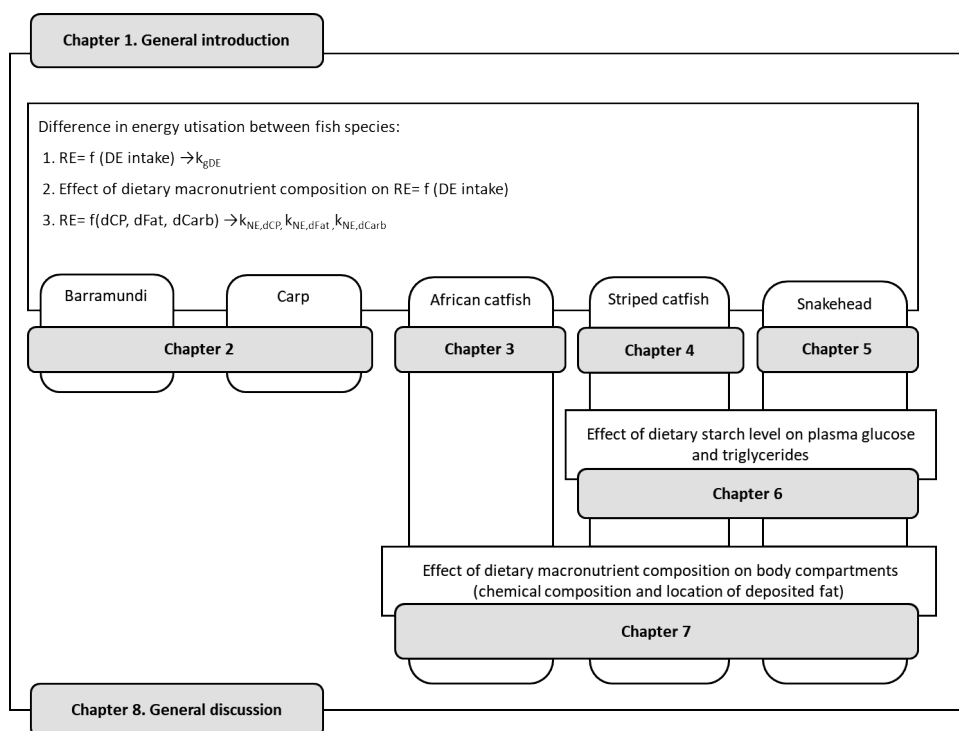 Chapter 1. General introduction
Difference in energy utisation between fish species:
1. RE= f (DE intake) →kgDE
2. Effect of dietary macronutrient composition on RE= f (DE intake)
3. RE= f(dCP, dFat, dCarb) →kNE,dCP, kNE,dFat ,kNE,dCarb
Barramundi
Carp
African catfish
Striped catfish
Snakehead
Chapter 2
Chapter 3
Chapter 4
Chapter 5
Effect of dietary starch level on plasma glucose
and triglycerides
Chapter 6
Effect of dietary macronutrient composition on body compartments
(chemical composition and location of deposited fat)
Chapter 7
Chapter 8. General discussion